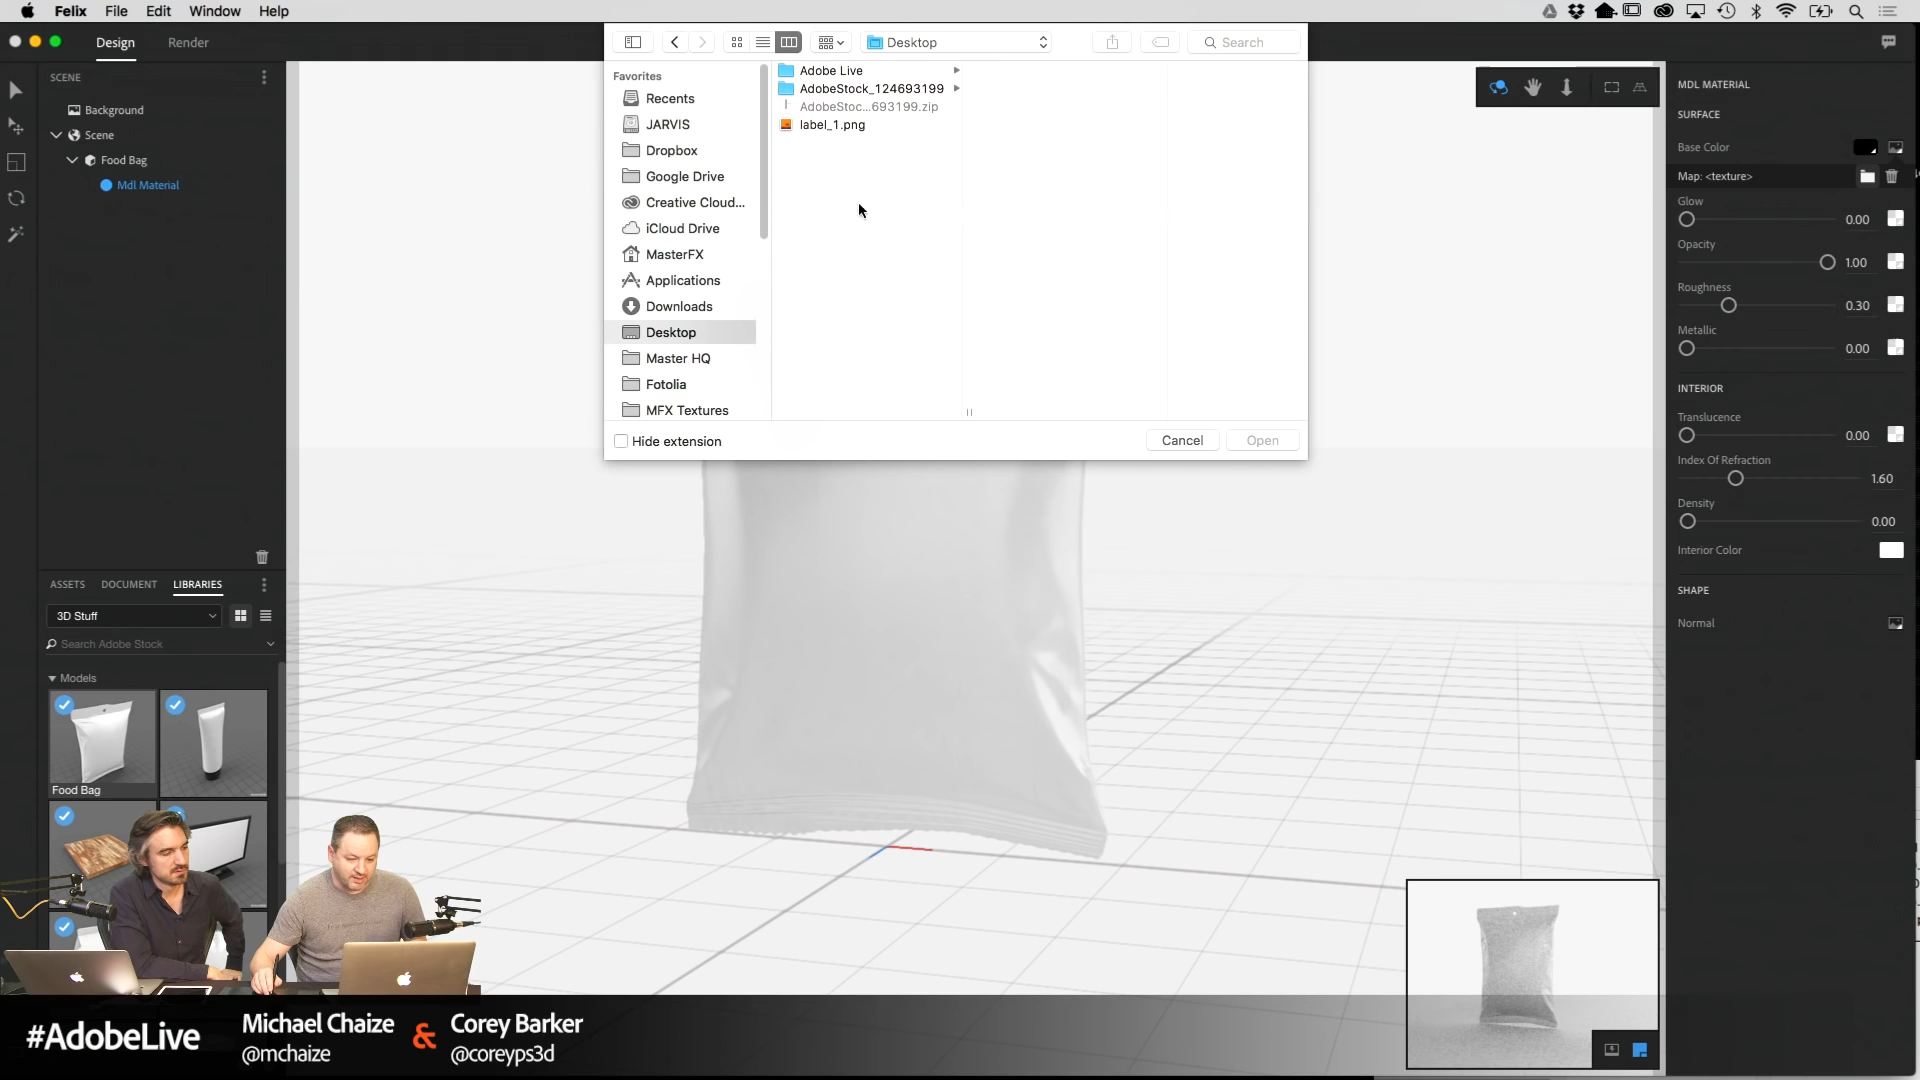 Felix File Edit Window Help
Design Render
SCENE
Background
Scene
Food Bag
Mdl Material
ASSETS DOCUMENT LIBRARIES
3D Stuff
Search Adobe Stock
Models
Food Bag
Desktop
Search
Favorites
Recents
JARVIS
Dropbox
Google Drive
Creative Cloud...
iCloud Drive
MasterFX
Applications
Downloads
Desktop
Master HQ
Fotolia
MFX Textures
Adobe Live
AdobeStock_124693199
AdobeStoc...693199.zip
label_1.png
Hide extension
Cancel Open
MDL MATERIAL
SURFACE
Base Color
Map: <texture>
Glow
0.00
Opacity
1.00
Roughness
0.30
Metallic
0.00
INTERIOR
Translucence
0.00
Index Of Refraction
1.60
Density
0.00
Interior Color
SHAPE
Normal
#AdobeLive
Michael Chaize & Corey Barker
@mchaize @coreyps3d